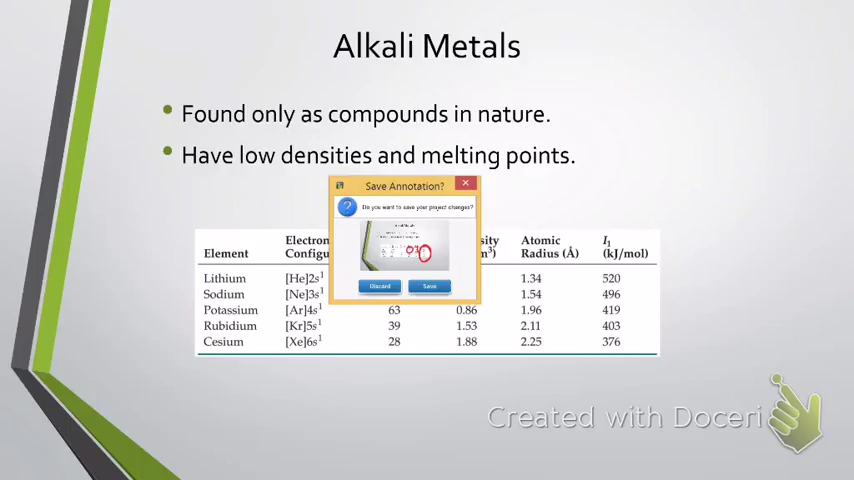 Alkali Metals
Found only as compounds in nature.
Have low densities and melting points.
Save Annotation?
Do you want to save your project changes?
Discard Save
Element Electron Configu sity m³) Atomic Radius (Å) I₁ (kJ/mol)
Lithium [He]2s¹ 1.34 520
Sodium [Ne]3s¹ 1.54 496
Potassium [Ar]4s¹ 63 0.86 1.96 419
Rubidium [Kr]5s¹ 39 1.53 2.11 403
Cesium [Xe]6s¹ 28 1.88 2.25 376
Created with Doceri